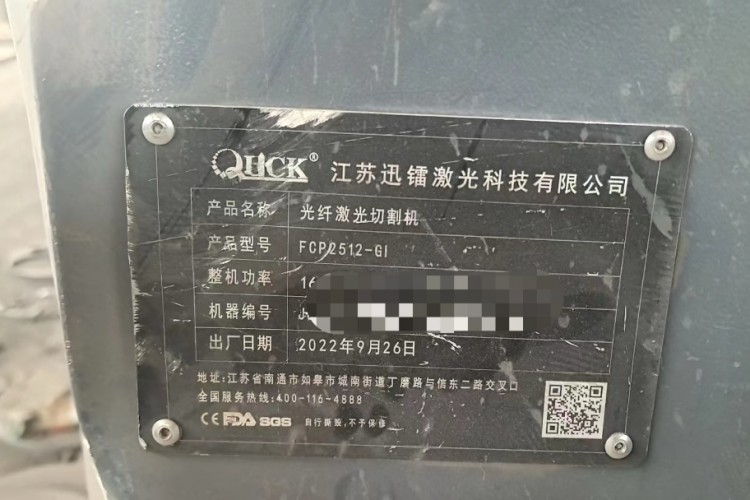 QUCK® 江苏迅镭激光科技有限公司
产品名称 光纤激光切割机
产品型号 FCP2512-GI
整机功率 16
机器编号
出厂日期 2022年9月26日
地址:江苏省南通市如皋市城南街道丁磨路与信东二路交叉口
全国服务热线:400-116-4888
CE FDA SGS 自行撕毁,不予保修